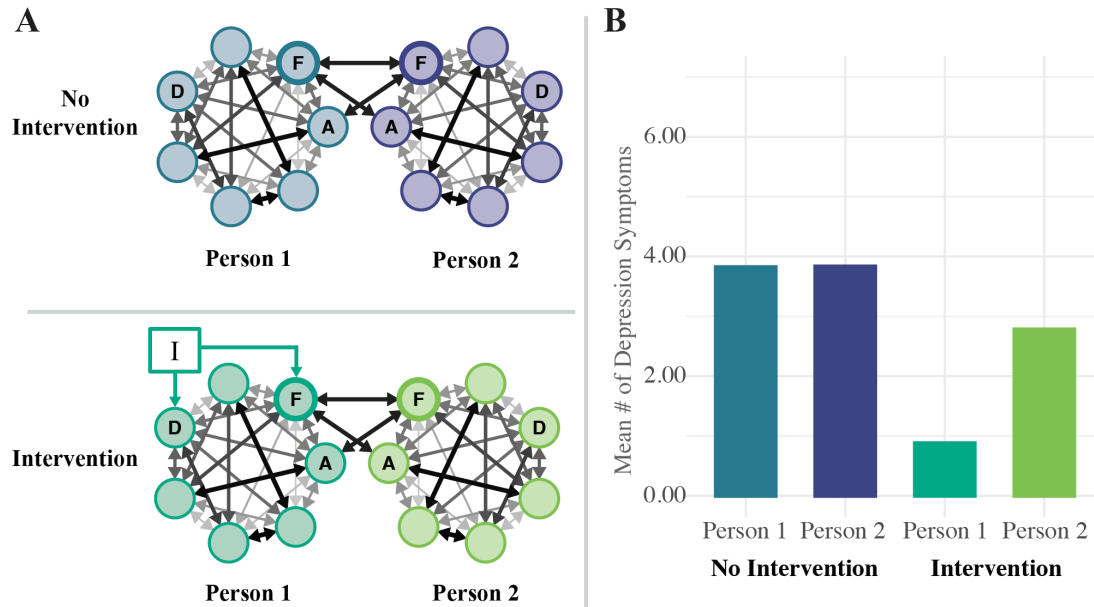 A
No
Intervention
F
F
D
D
A
A
Person 1
Person 2
I
Intervention
F
F
D
D
A
A
Person 1
Person 2
B
Mean # of Depression Symptoms
6.00
4.00
2.00
0.00
Person 1
Person 2
Person 1
Person 2
No Intervention
Intervention